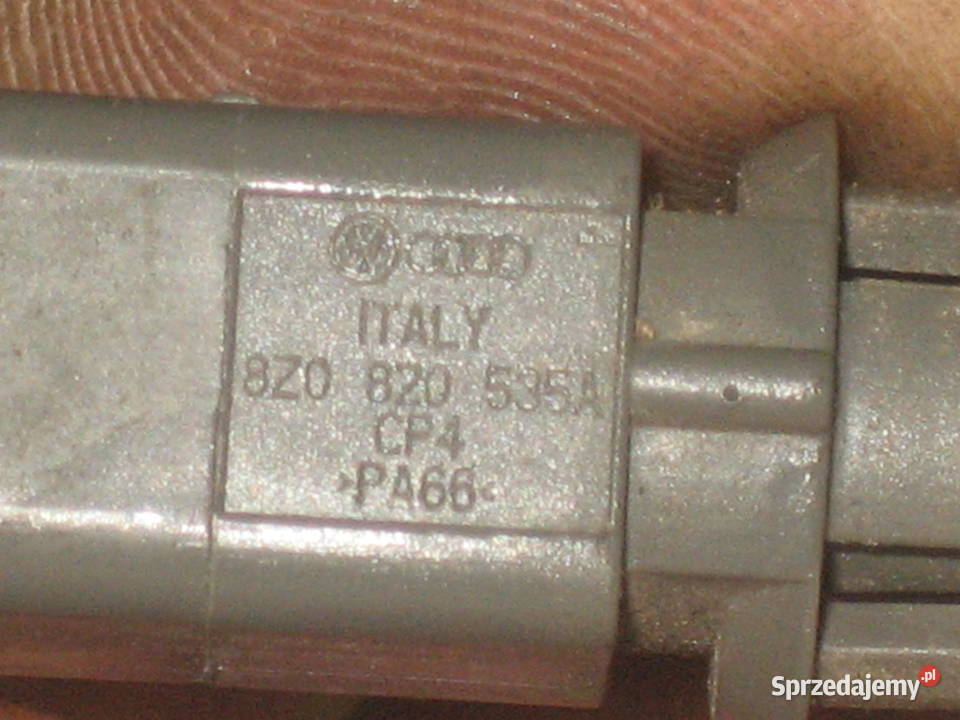 ITALY
8Z0 820 535A
CP4
>PA66<
Sprzedajemy.pl